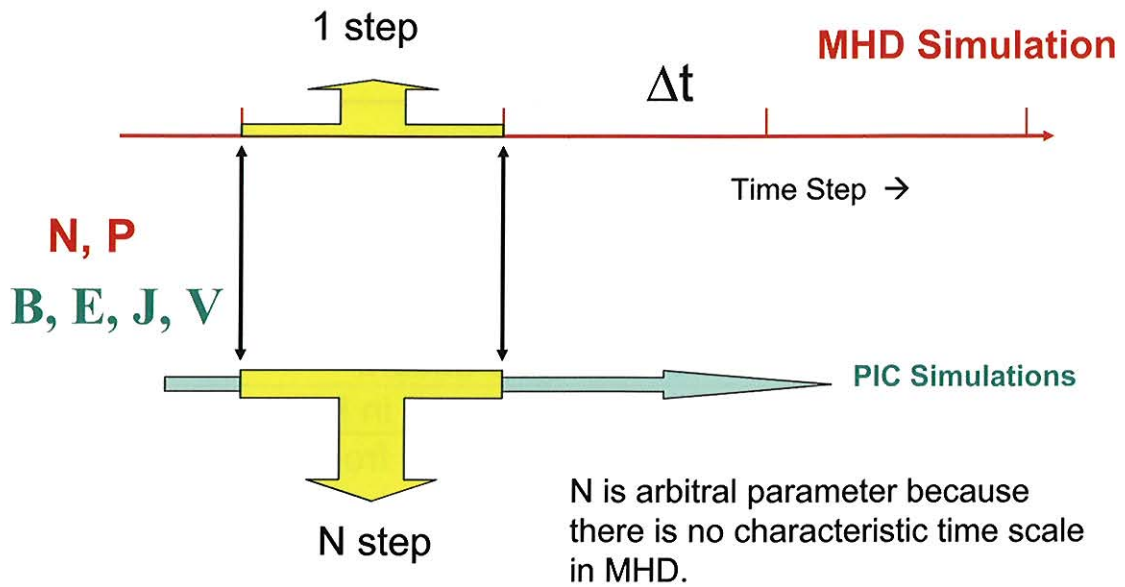 1 step
MHD Simulation
Δt
Time Step →
N, P
B, E, J, V
PIC Simulations
N step
N is arbitral parameter because
there is no characteristic time scale
in MHD.